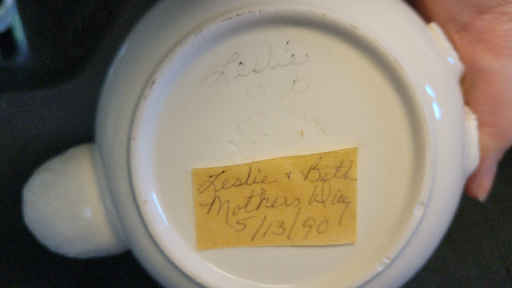 Leslie
Leslie + Beth
Mothers Day
5/13/90